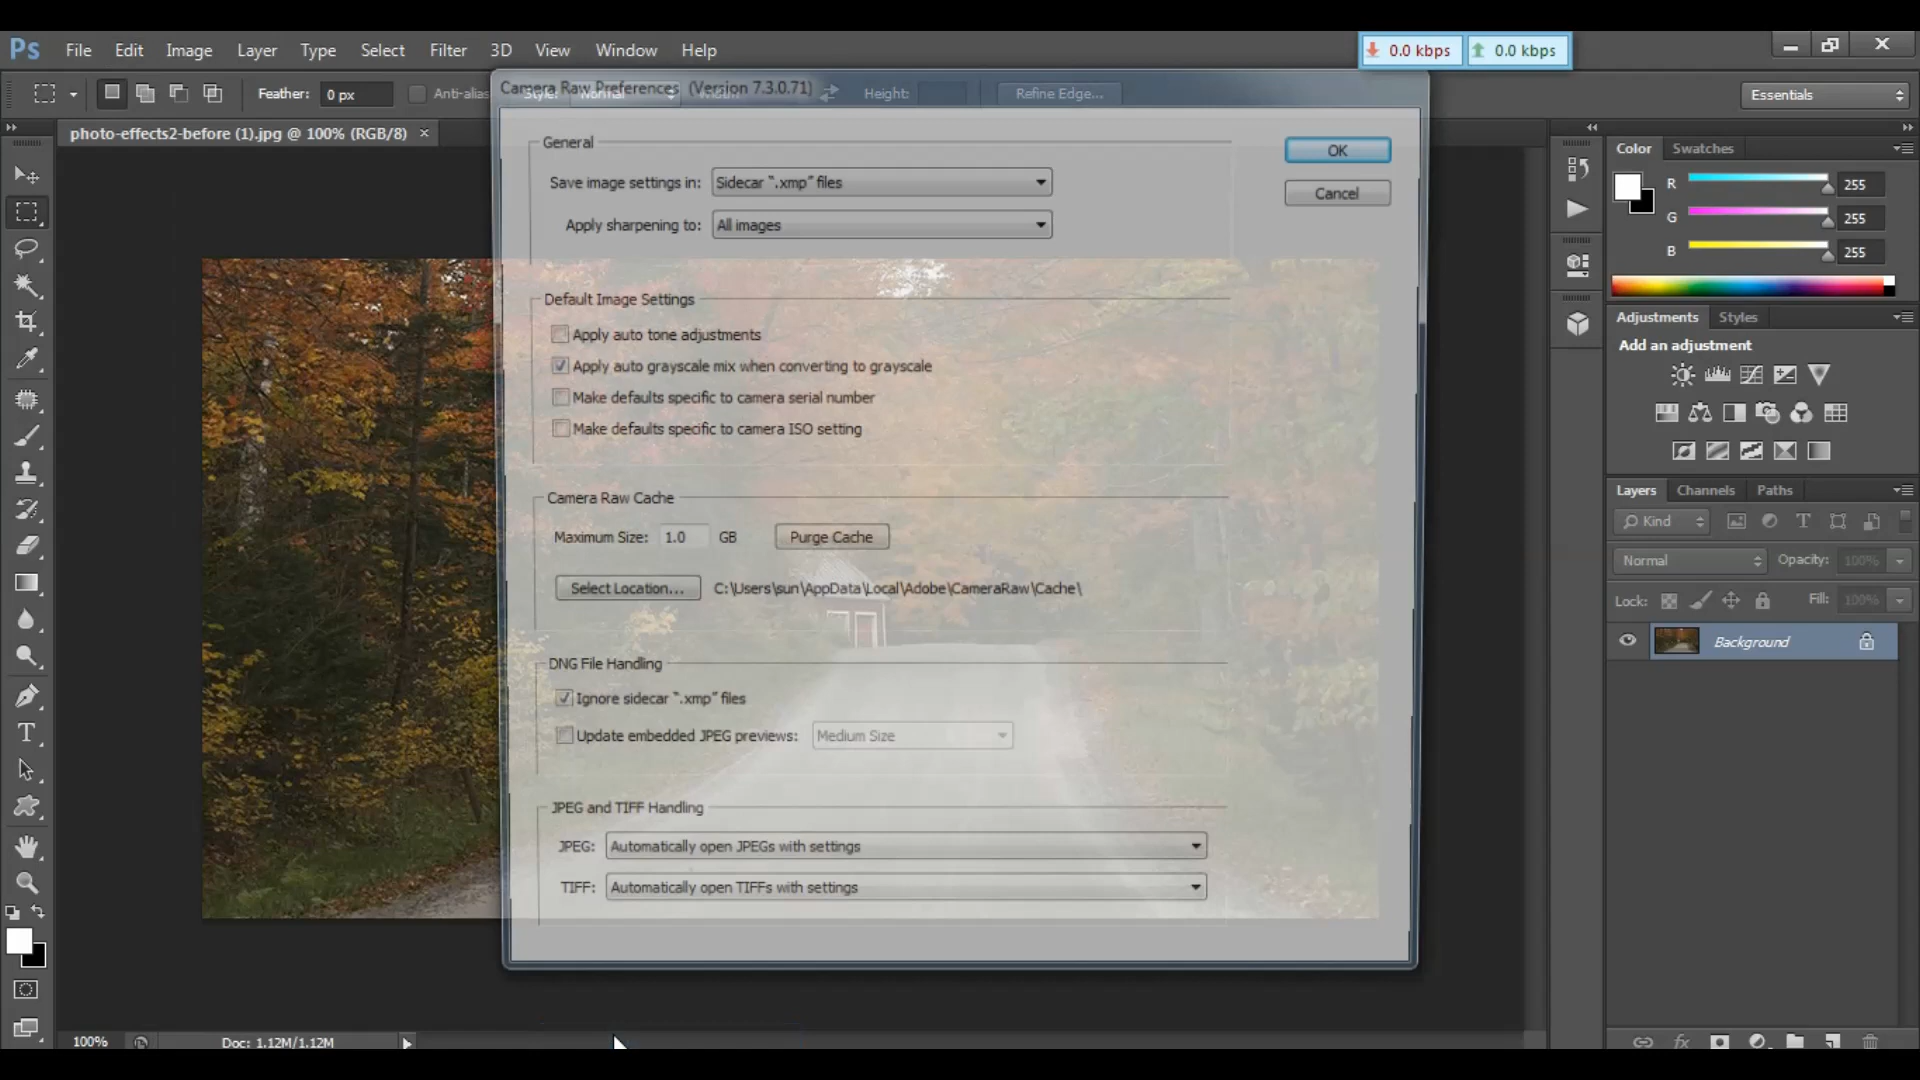 Ps File Edit Image Layer Type Select Filter 3D View Window Help
0.0 kbps 0.0 kbps
Feather: 0 px Anti-alias Style: Normal Height: Refine Edge... Essentials
photo-effects2-before (1).jpg @ 100% (RGB/8) ×
Camera Raw Preferences (Version 7.3.0.71)
General
OK
Save image settings in: Sidecar “.xmp” files
Cancel
Apply sharpening to: All images
Default Image Settings
Apply auto tone adjustments
Apply auto grayscale mix when converting to grayscale
Make defaults specific to camera serial number
Make defaults specific to camera ISO setting
Camera Raw Cache
Maximum Size: 1.0 GB Purge Cache
Select Location... C:\Users\sun\AppData\Local\Adobe\CameraRaw\Cache\
DNG File Handling
Ignore sidecar “.xmp” files
Update embedded JPEG previews: Medium Size
JPEG and TIFF Handling
JPEG: Automatically open JPEGs with settings
TIFF: Automatically open TIFFs with settings
Color Swatches
R 255
G 255
B 255
Adjustments Styles
Add an adjustment
Layers Channels Paths
Kind
Normal Opacity: 100%
Lock: Fill: 100%
Background
100% Doc: 1.12M/1.12M
fx